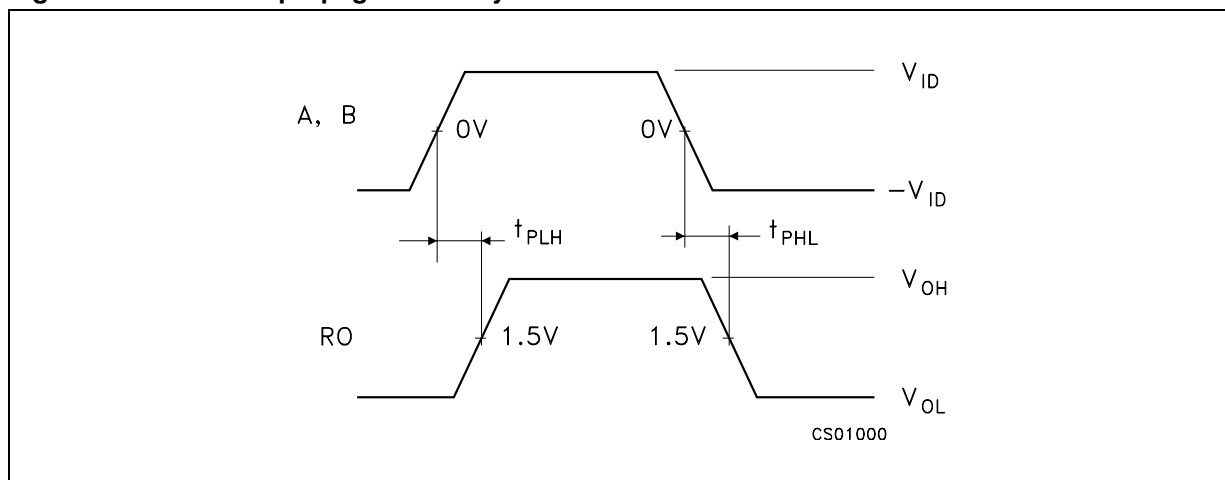 V_ID
A, B
0V 0V
-V_ID
t_PLH t_PHL
V_OH
RO 1.5V 1.5V
V_OL
CS01000